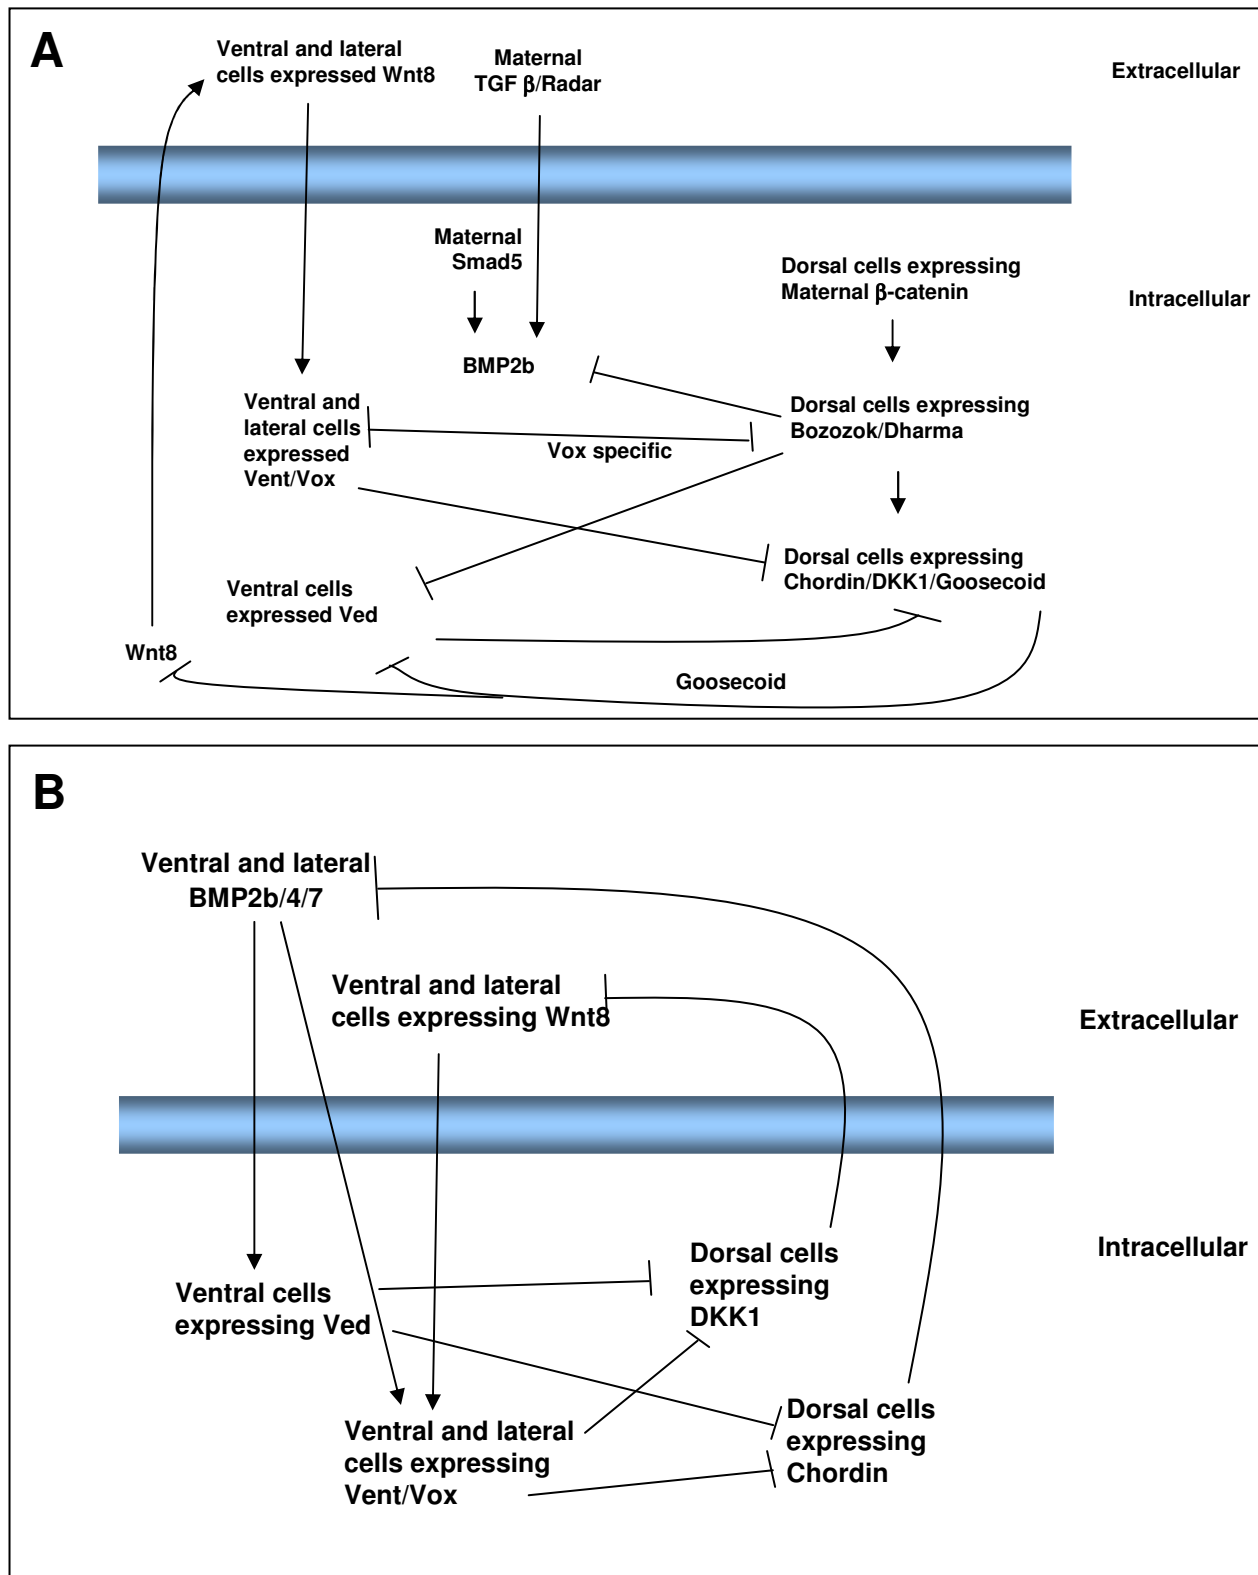 A
Ventral and lateral
cells expressed Wnt8
Maternal
TGF β/Radar
Extracellular
Maternal
Smad5
Dorsal cells expressing
Maternal β-catenin
Intracellular
BMP2b
Ventral and
lateral cells
expressed
Vent/Vox
Dorsal cells expressing
Bozozok/Dharma
Vox specific
Dorsal cells expressing
Chordin/DKK1/Goosecoid
Ventral cells
expressed Ved
Wnt8
Goosecoid
B
Ventral and lateral
BMP2b/4/7
Ventral and lateral
cells expressing Wnt8
Extracellular
Intracellular
Dorsal cells
expressing
DKK1
Ventral cells
expressing Ved
Dorsal cells
expressing
Chordin
Ventral and lateral
cells expressing
Vent/Vox